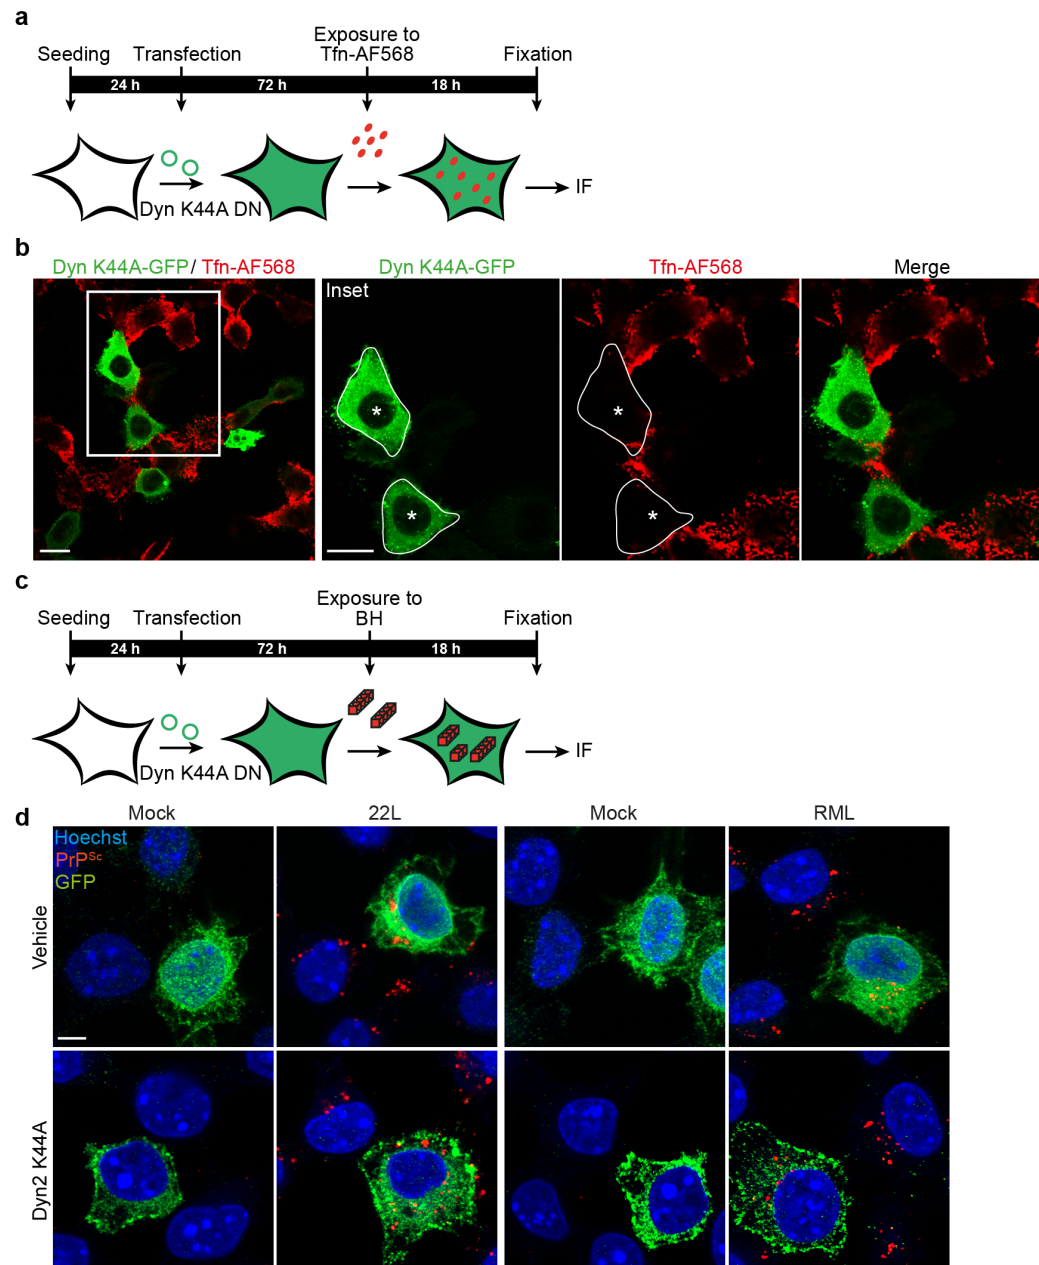 a
Exposure to
Seeding Transfection Tfn-AF568 Fixation
24 h 72 h 18 h
Dyn K44A DN
IF
b
Dyn K44A-GFP/ Tfn-AF568 Dyn K44A-GFP Tfn-AF568 Merge
Inset
* *
* *
c
Exposure to
Seeding Transfection BH Fixation
24 h 72 h 18 h
Dyn K44A DN
IF
d
Mock 22L Mock RML
Hoechst
PrPSc
GFP
Vehicle
Dyn2 K44A